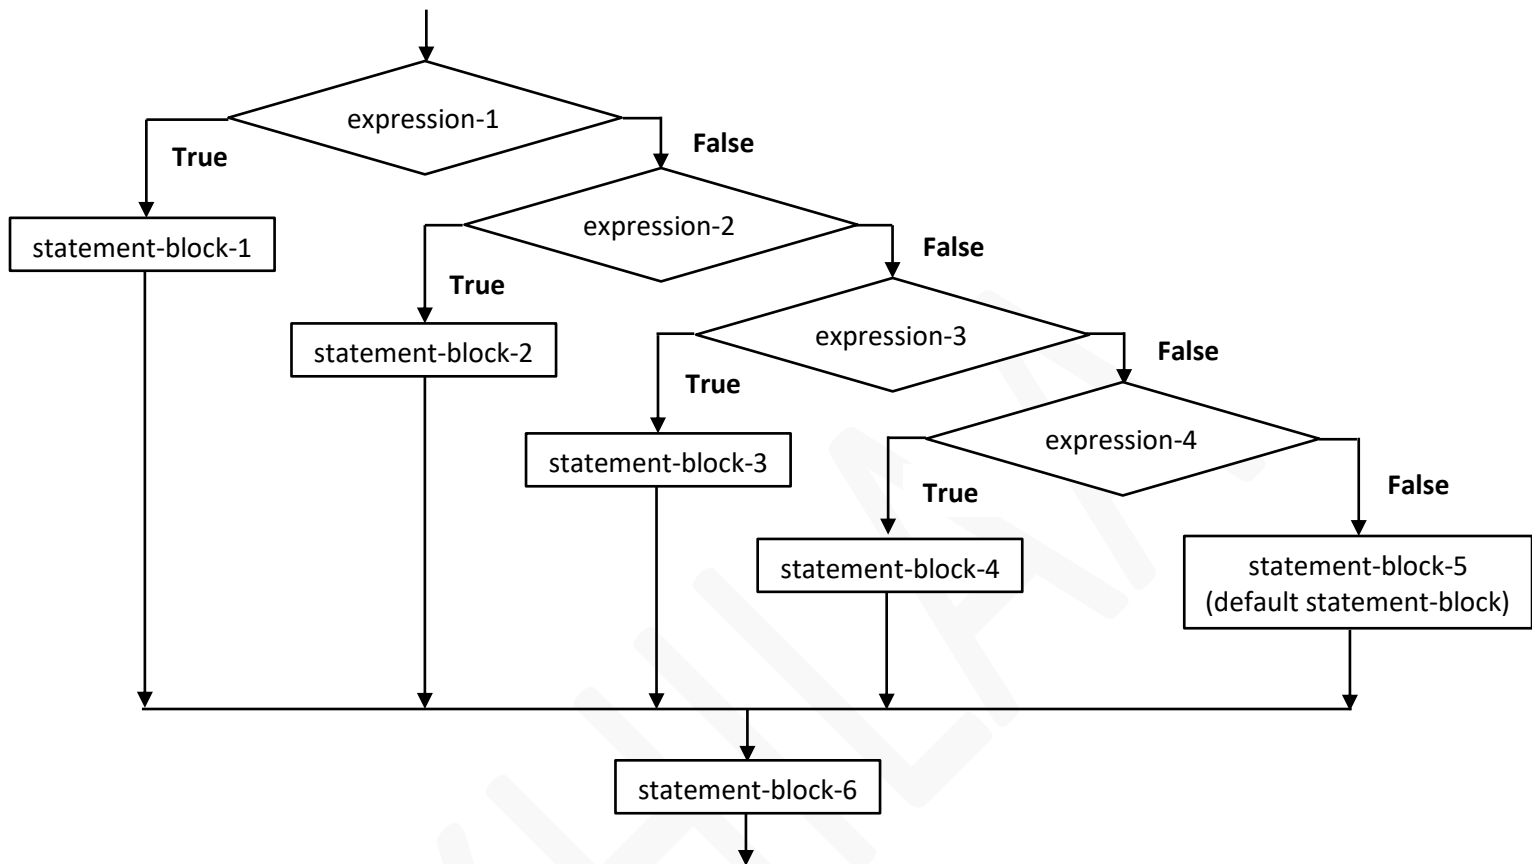 expression-1
True
False
statement-block-1
expression-2
True
False
statement-block-2
expression-3
True
False
statement-block-3
expression-4
True
False
statement-block-4
statement-block-5
(default statement-block)
statement-block-6